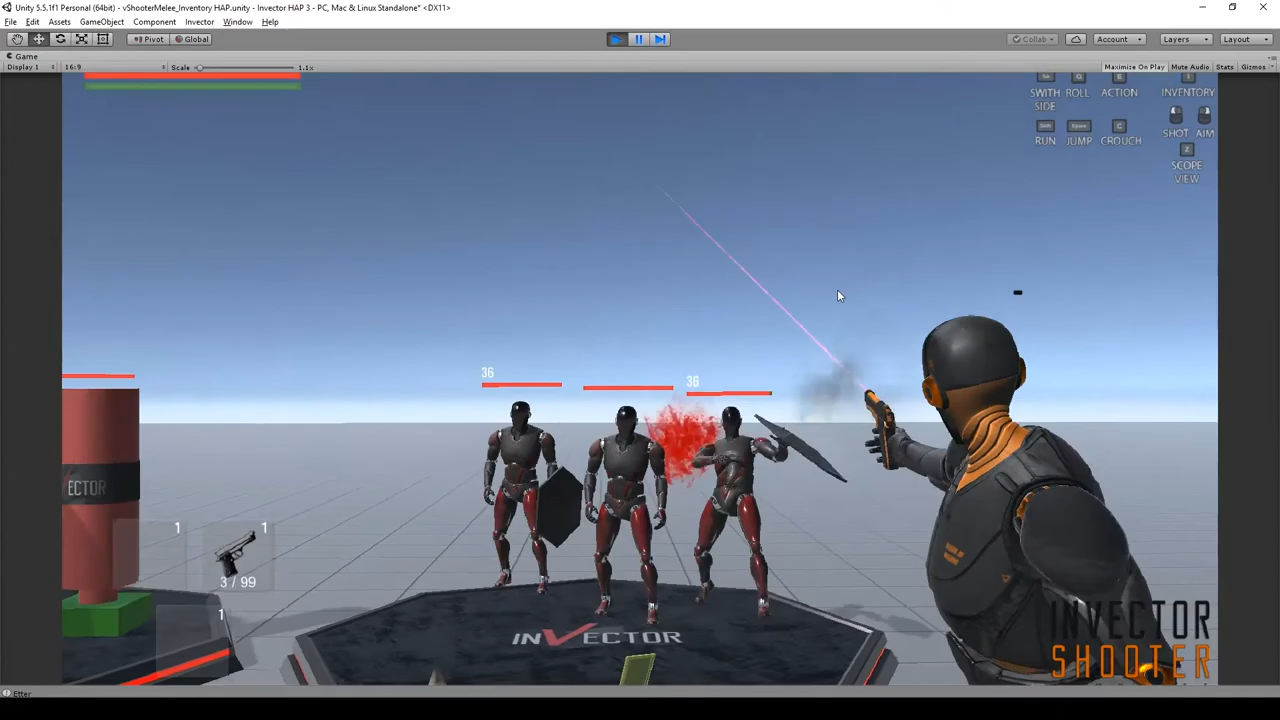 Unity 5.5.1f1 Personal (64bit) - vShooterMelee_Inventory HAP.unity - Invector HAP 3 - PC, Mac & Linux Standalone* <DX11>
File Edit Assets GameObject Component Invector Window Help
Pivot Global Collab Account Layers Layout
Game
Display 1 16:9 Scale 1.1x Maximize On Play Mute Audio Stats Gizmos
SWITH SIDE ROLL ACTION INVENTORY
RUN JUMP CROUCH SHOT AIM
Z
SCOPE VIEW
36 36
VECTOR
1 1
3 / 99
1
INVECTOR
INVECTOR
SHOOTER
Etter